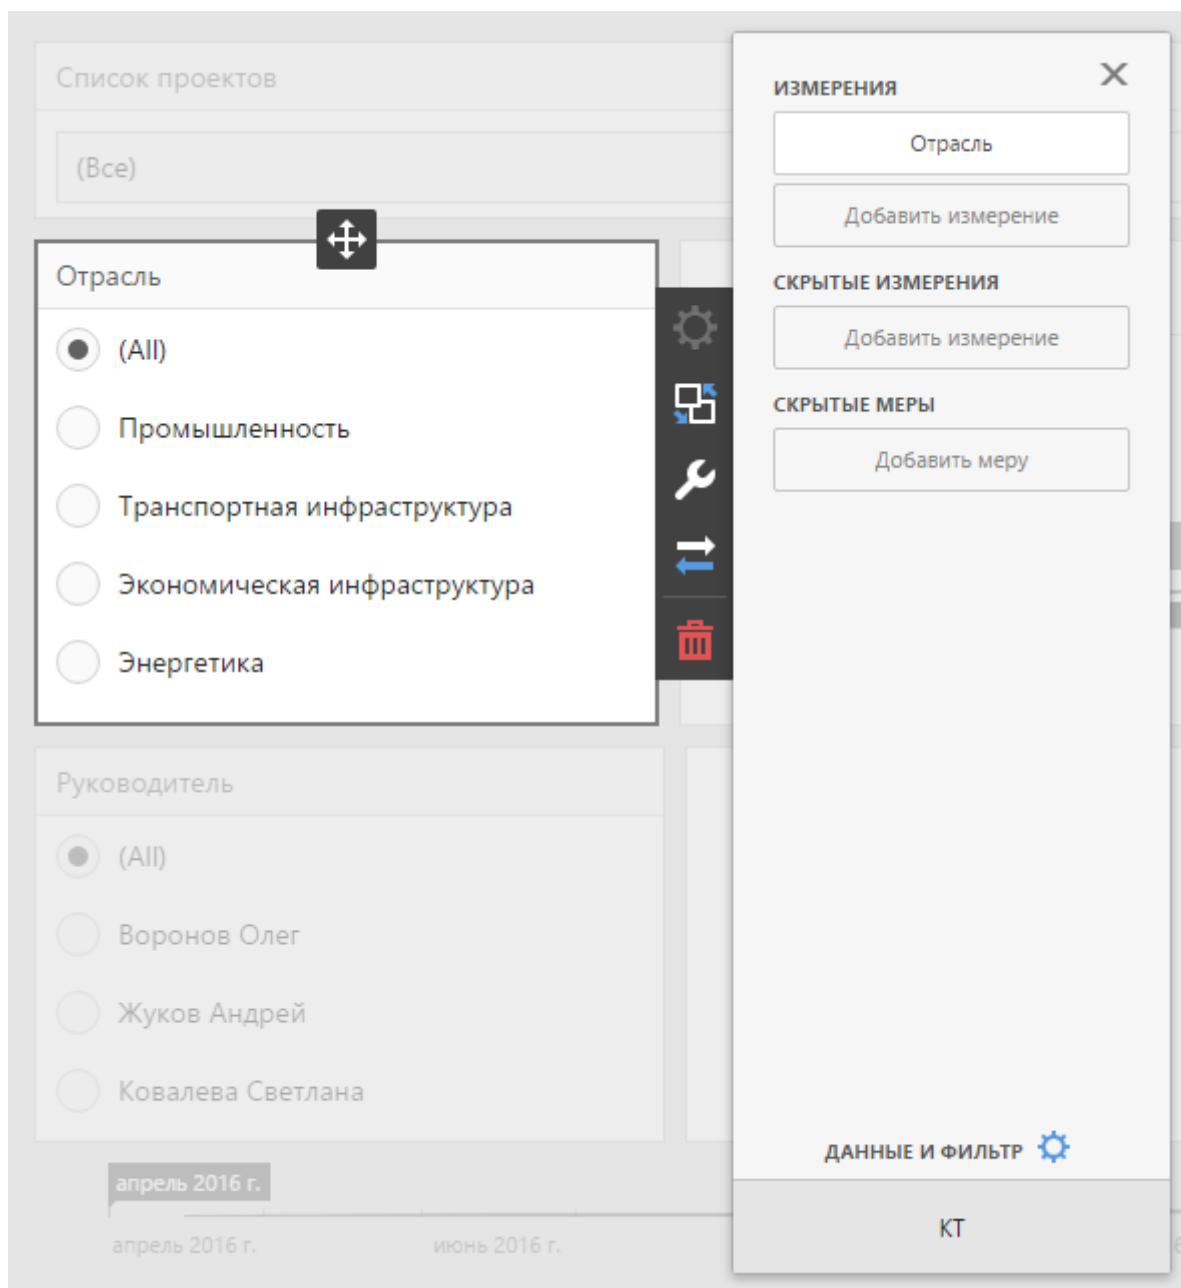 Список проектов
(Все)
Отрасль
(All)
Промышленность
Транспортная инфраструктура
Экономическая инфраструктура
Энергетика
Руководитель
(All)
Воронов Олег
Жуков Андрей
Ковалева Светлана
апрель 2016 г.
апрель 2016 г.
июнь 2016 г.
ИЗМЕРЕНИЯ
Отрасль
Добавить измерение
СКРЫТЫЕ ИЗМЕРЕНИЯ
Добавить измерение
СКРЫТЫЕ МЕРЫ
Добавить меру
ДАННЫЕ И ФИЛЬТР
КТ